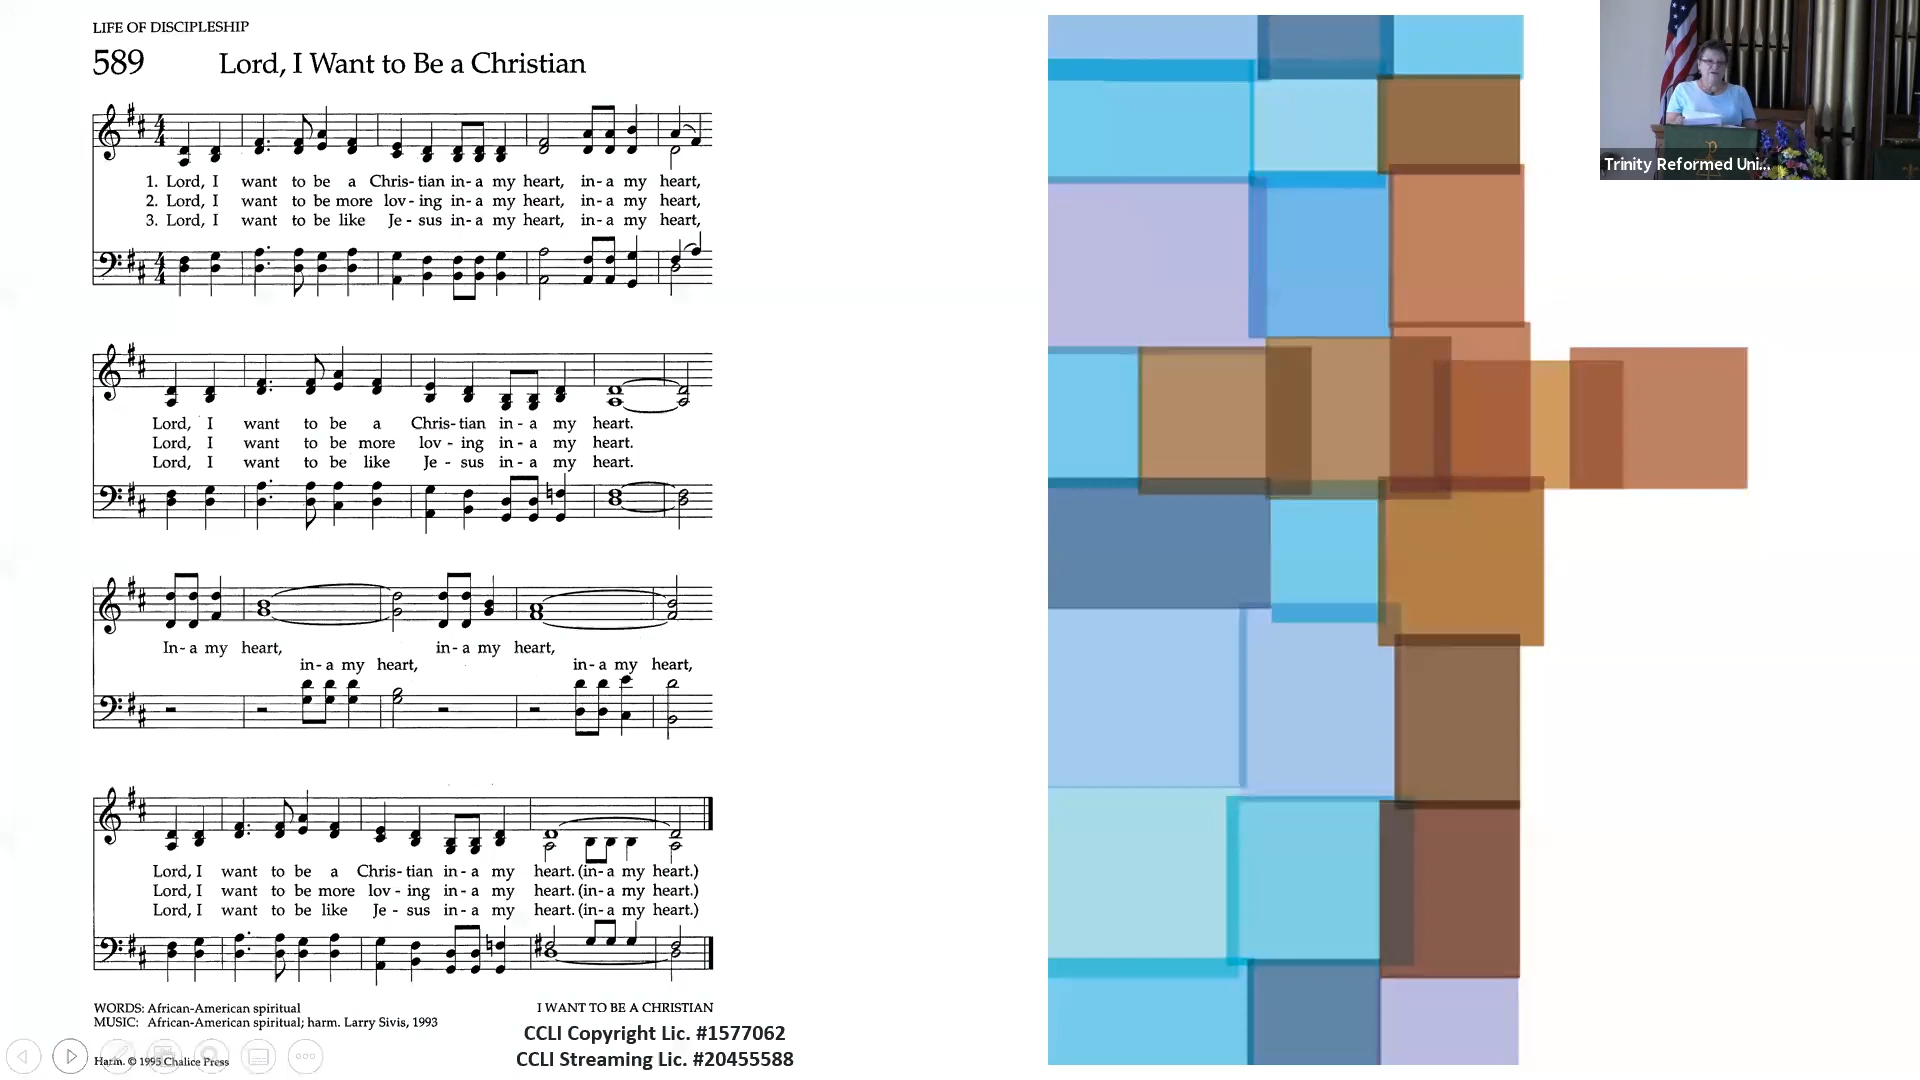 LIFE OF DISCIPLESHIP
589 Lord, I Want to Be a Christian
1. Lord, I want to be a Chris- tian in- a my heart, in- a my heart,
2. Lord, I want to be more lov- ing in- a my heart, in- a my heart,
3. Lord, I want to be like Je - sus in- a my heart, in- a my heart,
Lord, I want to be a Chris- tian in - a my heart.
Lord, I want to be more lov - ing in - a my heart.
Lord, I want to be like Je - sus in - a my heart.
In- a my heart, in- a my heart,
in- a my heart, in- a my heart,
Lord, I want to be a Chris- tian in- a my heart. (in- a my heart.)
Lord, I want to be more lov - ing in- a my heart. (in- a my heart.)
Lord, I want to be like Je - sus in- a my heart. (in- a my heart.)
WORDS: African-American spiritual
MUSIC: African-American spiritual; harm. Larry Sivis, 1993
I WANT TO BE A CHRISTIAN
CCLI Copyright Lic. #1577062
CCLI Streaming Lic. #20455588
Harm. © 1995 Chalice Press
Trinity Reformed Uni...